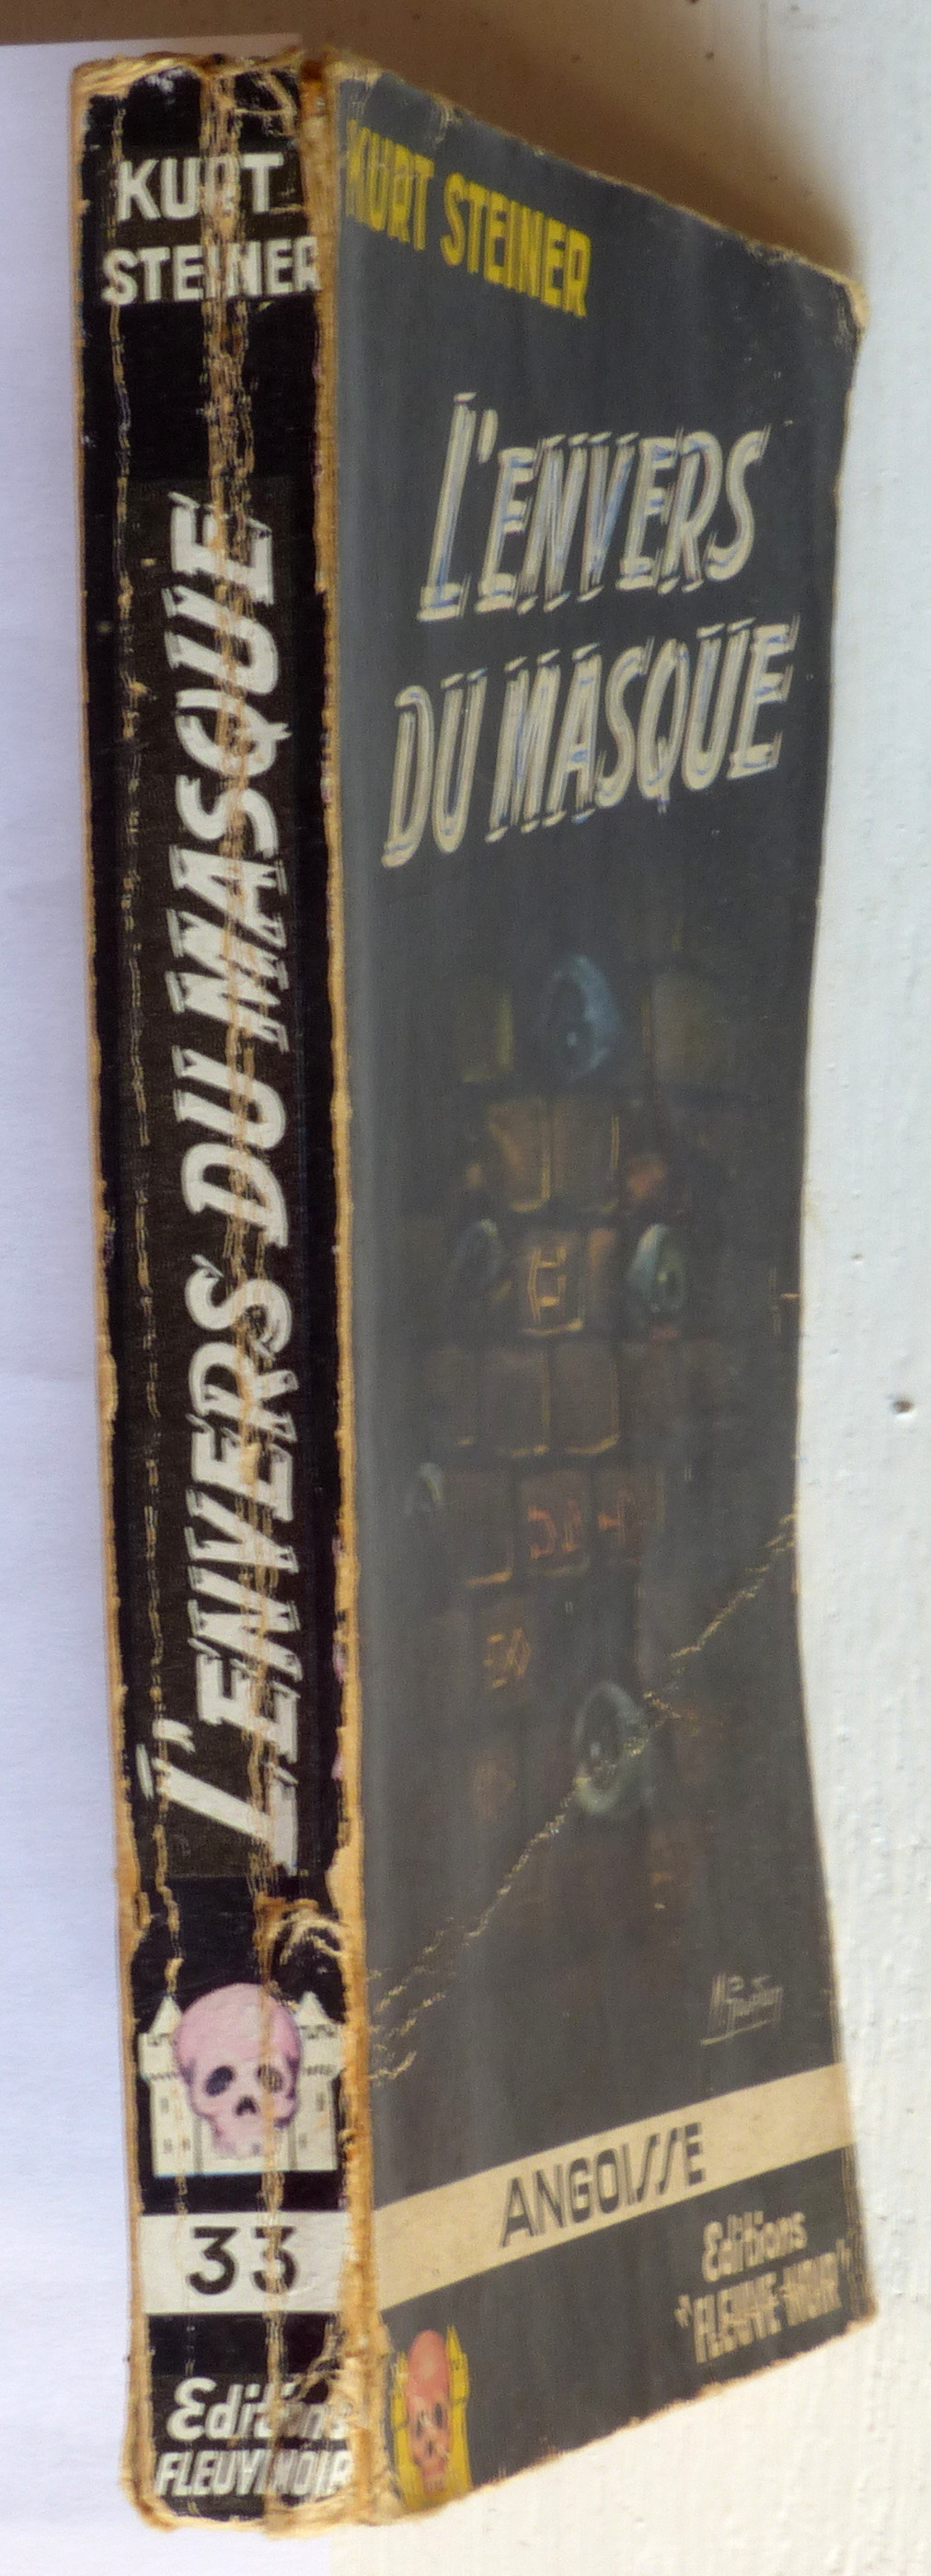 KURT
STEINER
L'ENVERS DU MASQUE
33
Editions
FLEUVE NOIR
KURT STEINER
L'ENVERS
DU MASQUE
ANGOISSE
Editions
"FLEUVE NOIR"